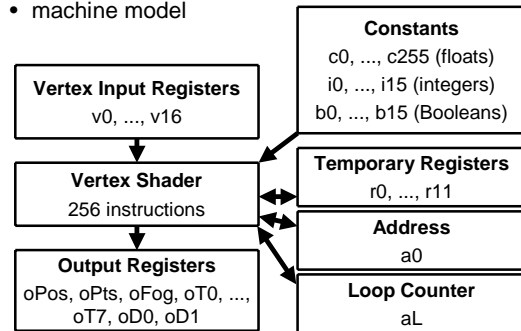 • machine model
Constants
c0, ..., c255 (floats)
i0, ..., i15 (integers)
b0, ..., b15 (Booleans)
Vertex Input Registers
v0, ..., v16
Vertex Shader
256 instructions
Temporary Registers
r0, ..., r11
Address
a0
Output Registers
oPos, oPts, oFog, oT0, ...,
oT7, oD0, oD1
Loop Counter
aL